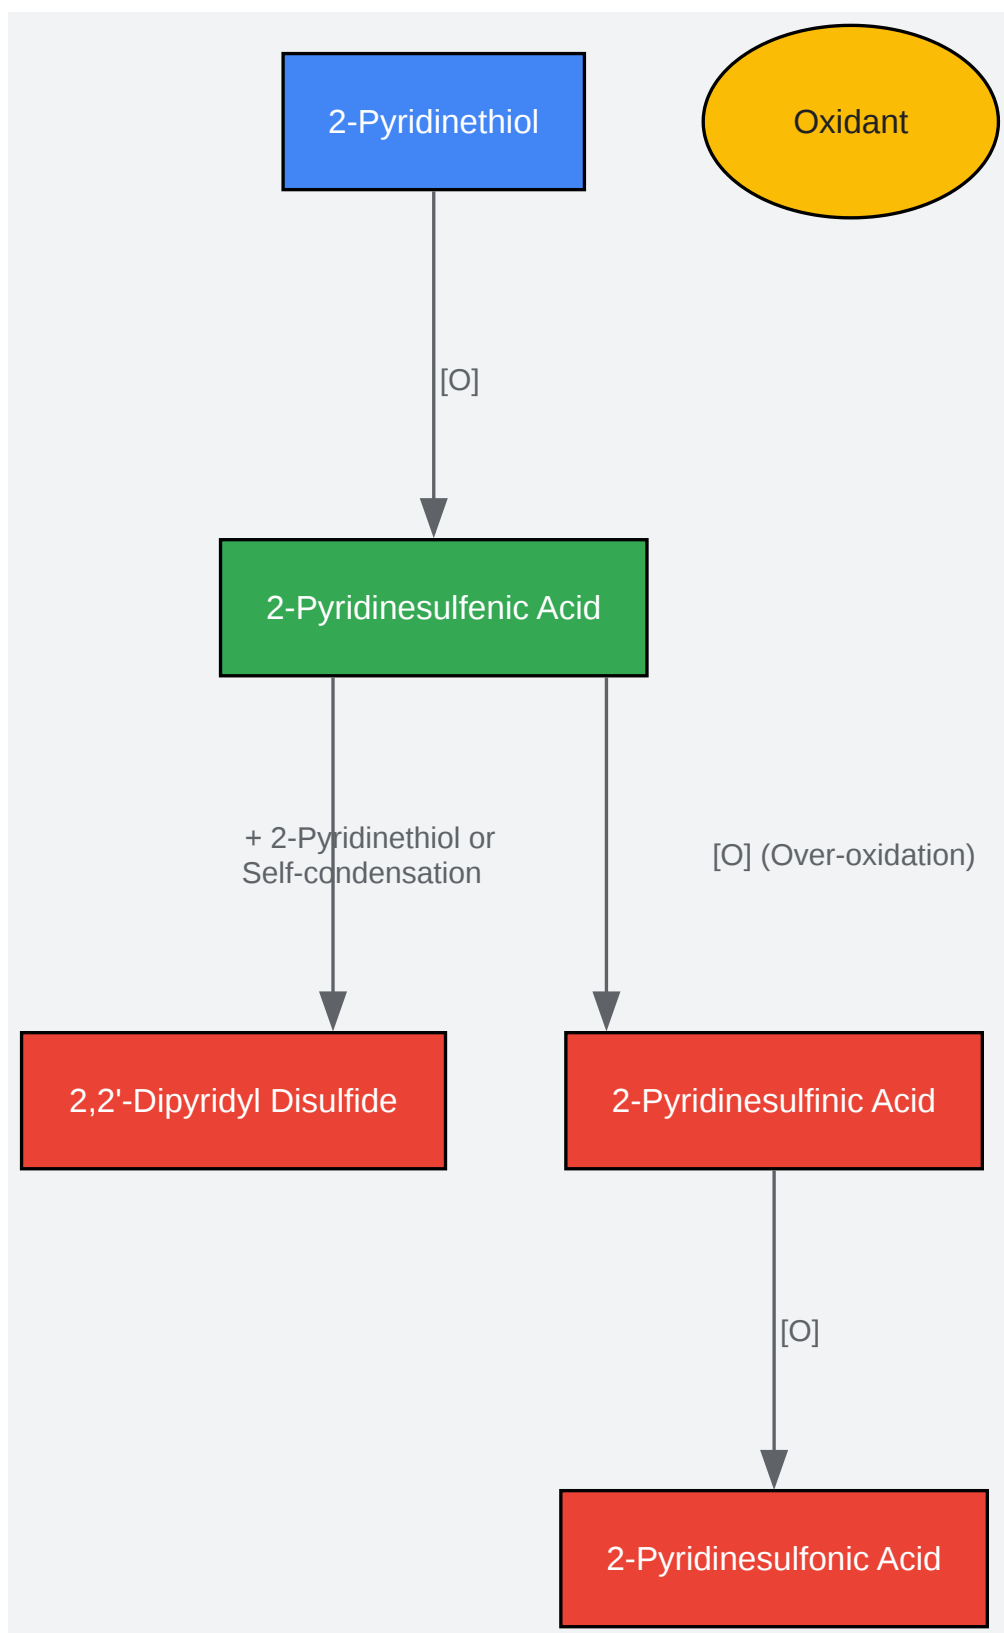 2-Pyridinethiol
Oxidant
[O]
2-Pyridinesulfenic Acid
+ 2-Pyridinethiol or
Self-condensation
[O] (Over-oxidation)
2,2'-Dipyridyl Disulfide
2-Pyridinesulfinic Acid
[O]
2-Pyridinesulfonic Acid